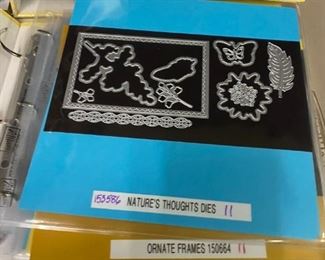 153586 NATURE'S THOUGHTS DIES 11
ORNATE FRAMES 150664 11